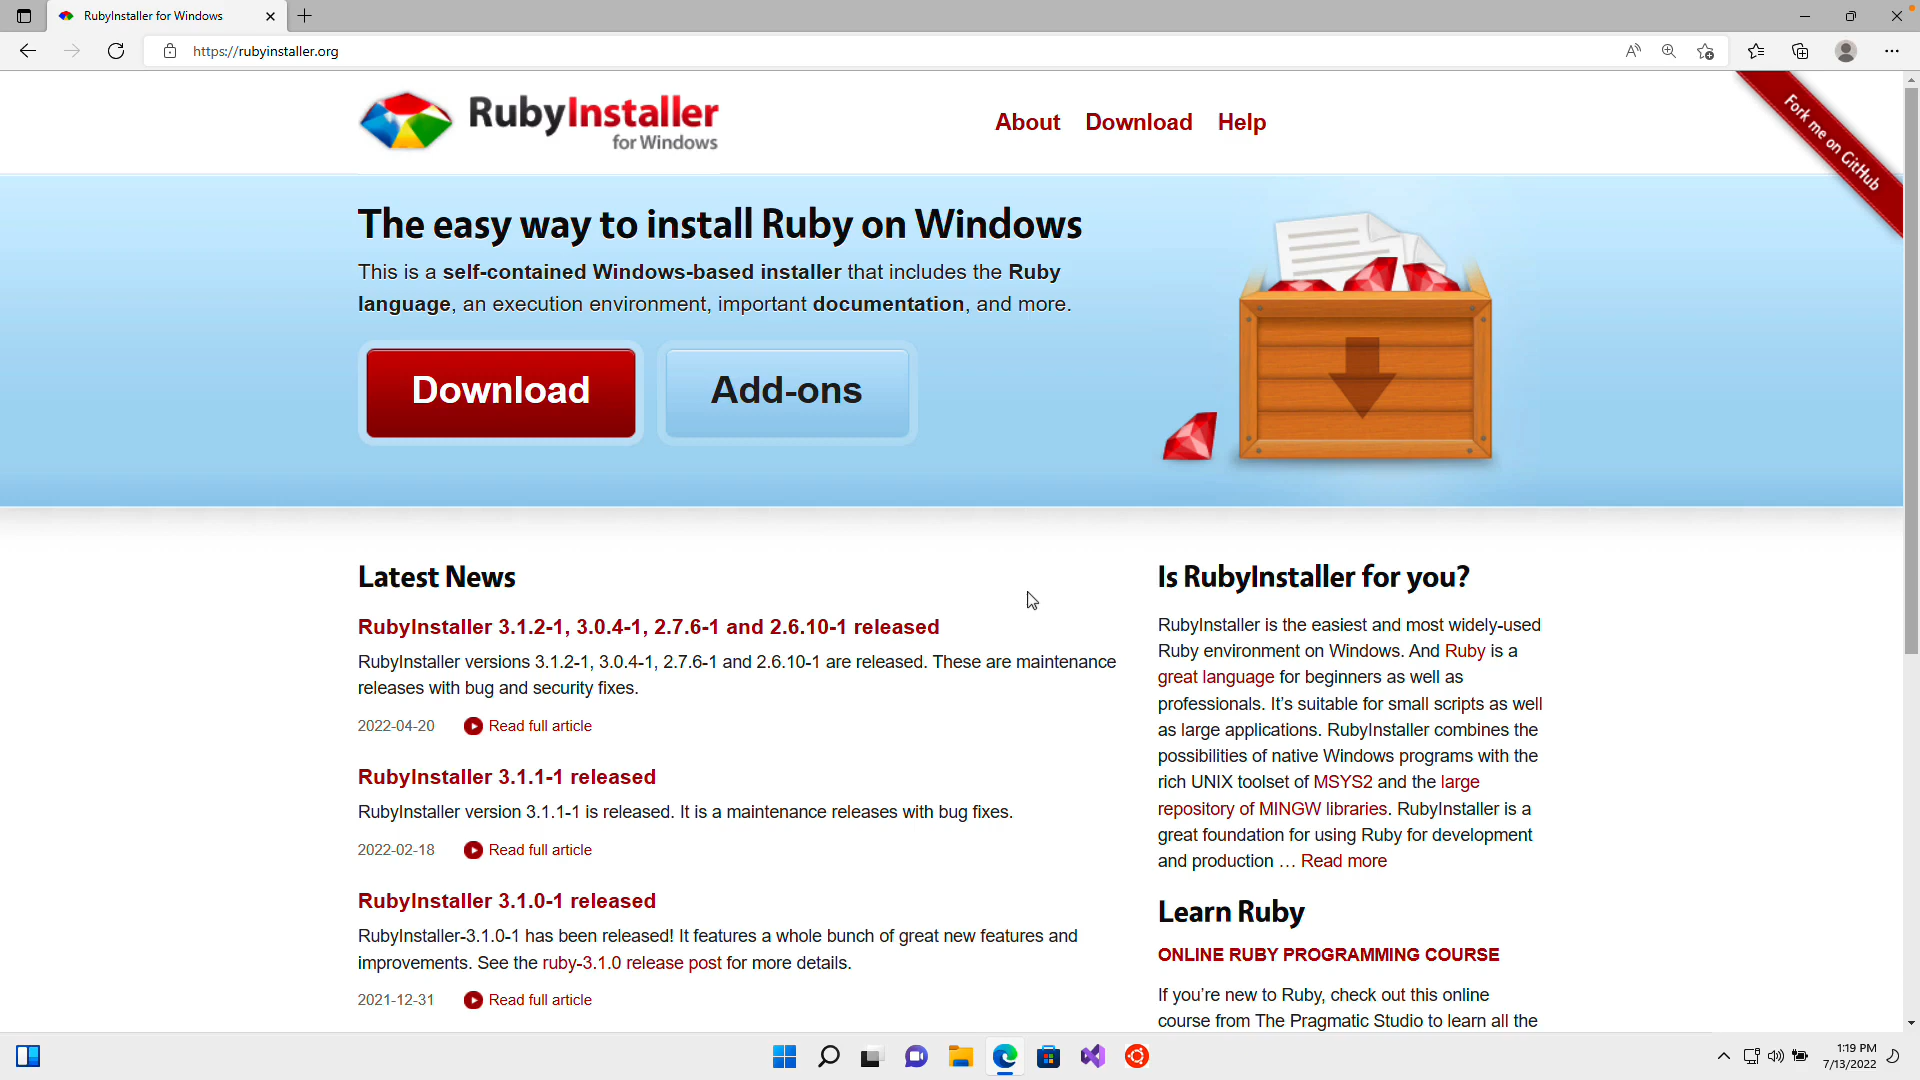 RubyInstaller for Windows
https://rubyinstaller.org
RubyInstaller
for Windows
About Download Help
Fork me on GitHub
The easy way to install Ruby on Windows
This is a self-contained Windows-based installer that includes the Ruby
language, an execution environment, important documentation, and more.
Download
Add-ons
Latest News
RubyInstaller 3.1.2-1, 3.0.4-1, 2.7.6-1 and 2.6.10-1 released
RubyInstaller versions 3.1.2-1, 3.0.4-1, 2.7.6-1 and 2.6.10-1 are released. These are maintenance
releases with bug and security fixes.
2022-04-20 Read full article
RubyInstaller 3.1.1-1 released
RubyInstaller version 3.1.1-1 is released. It is a maintenance releases with bug fixes.
2022-02-18 Read full article
RubyInstaller 3.1.0-1 released
RubyInstaller-3.1.0-1 has been released! It features a whole bunch of great new features and
improvements. See the ruby-3.1.0 release post for more details.
2021-12-31 Read full article
Is RubyInstaller for you?
RubyInstaller is the easiest and most widely-used
Ruby environment on Windows. And Ruby is a
great language for beginners as well as
professionals. It’s suitable for small scripts as well
as large applications. RubyInstaller combines the
possibilities of native Windows programs with the
rich UNIX toolset of MSYS2 and the large
repository of MINGW libraries. RubyInstaller is a
great foundation for using Ruby for development
and production … Read more
Learn Ruby
ONLINE RUBY PROGRAMMING COURSE
If you’re new to Ruby, check out this online
course from The Pragmatic Studio to learn all the
1:19 PM
7/13/2022